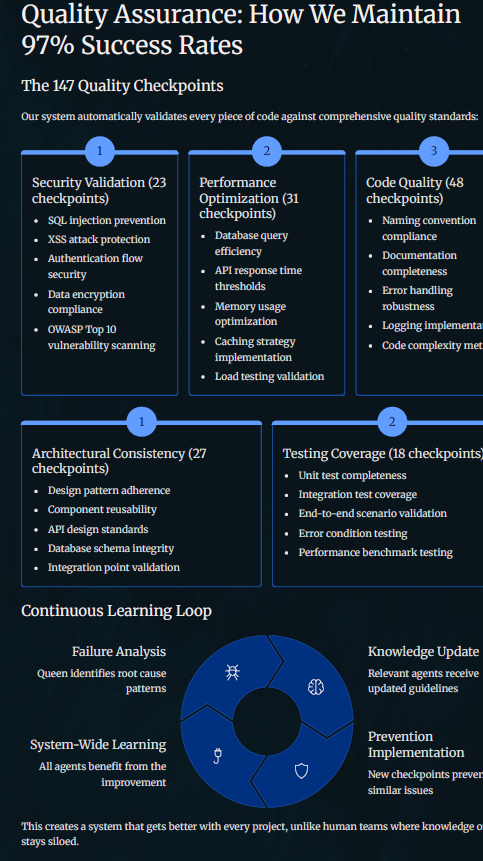 Quality Assurance: How We Maintain
97% Success Rates
The 147 Quality Checkpoints
Our system automatically validates every piece of code against comprehensive quality standards:
1
Security Validation (23
checkpoints)
SQL injection prevention
XSS attack protection
Authentication flow
security
Data encryption
compliance
OWASP Top 10
vulnerability scanning
2
Performance
Optimization (31
checkpoints)
Database query
efficiency
API response time
thresholds
Memory usage
optimization
Caching strategy
implementation
Load testing validation
3
Code Quality (48
checkpoints)
Naming convention
compliance
Documentation
completeness
Error handling
robustness
Logging
Code complexity
1
Architectural Consistency (27
checkpoints)
Design pattern adherence
Component reusability
API design standards
Database schema integrity
Integration point validation
2
Testing Coverage (18 checkpoints)
Unit test completeness
Integration test coverage
End-to-end scenario validation
Error condition testing
Performance benchmark testing
Continuous Learning Loop
Failure Analysis
Queen identifies root cause
patterns
Knowledge Update
Relevant agents receive
updated guidelines
System-Wide Learning
All agents benefit from the
improvement
Prevention
Implementation
New checkpoints
similar issues
This creates a system that gets better with every project, unlike human teams where knowledge
stays siloed.